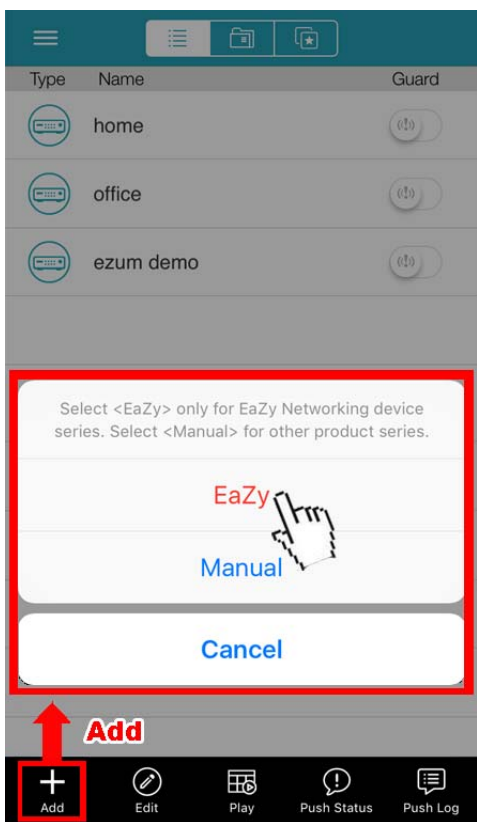 Type Name Guard
home
office
ezum demo
Select <EaZy> only for EaZy Networking device
series. Select <Manual> for other product series.
EaZy
Manual
Cancel
Add
Add Edit Play Push Status Push Log